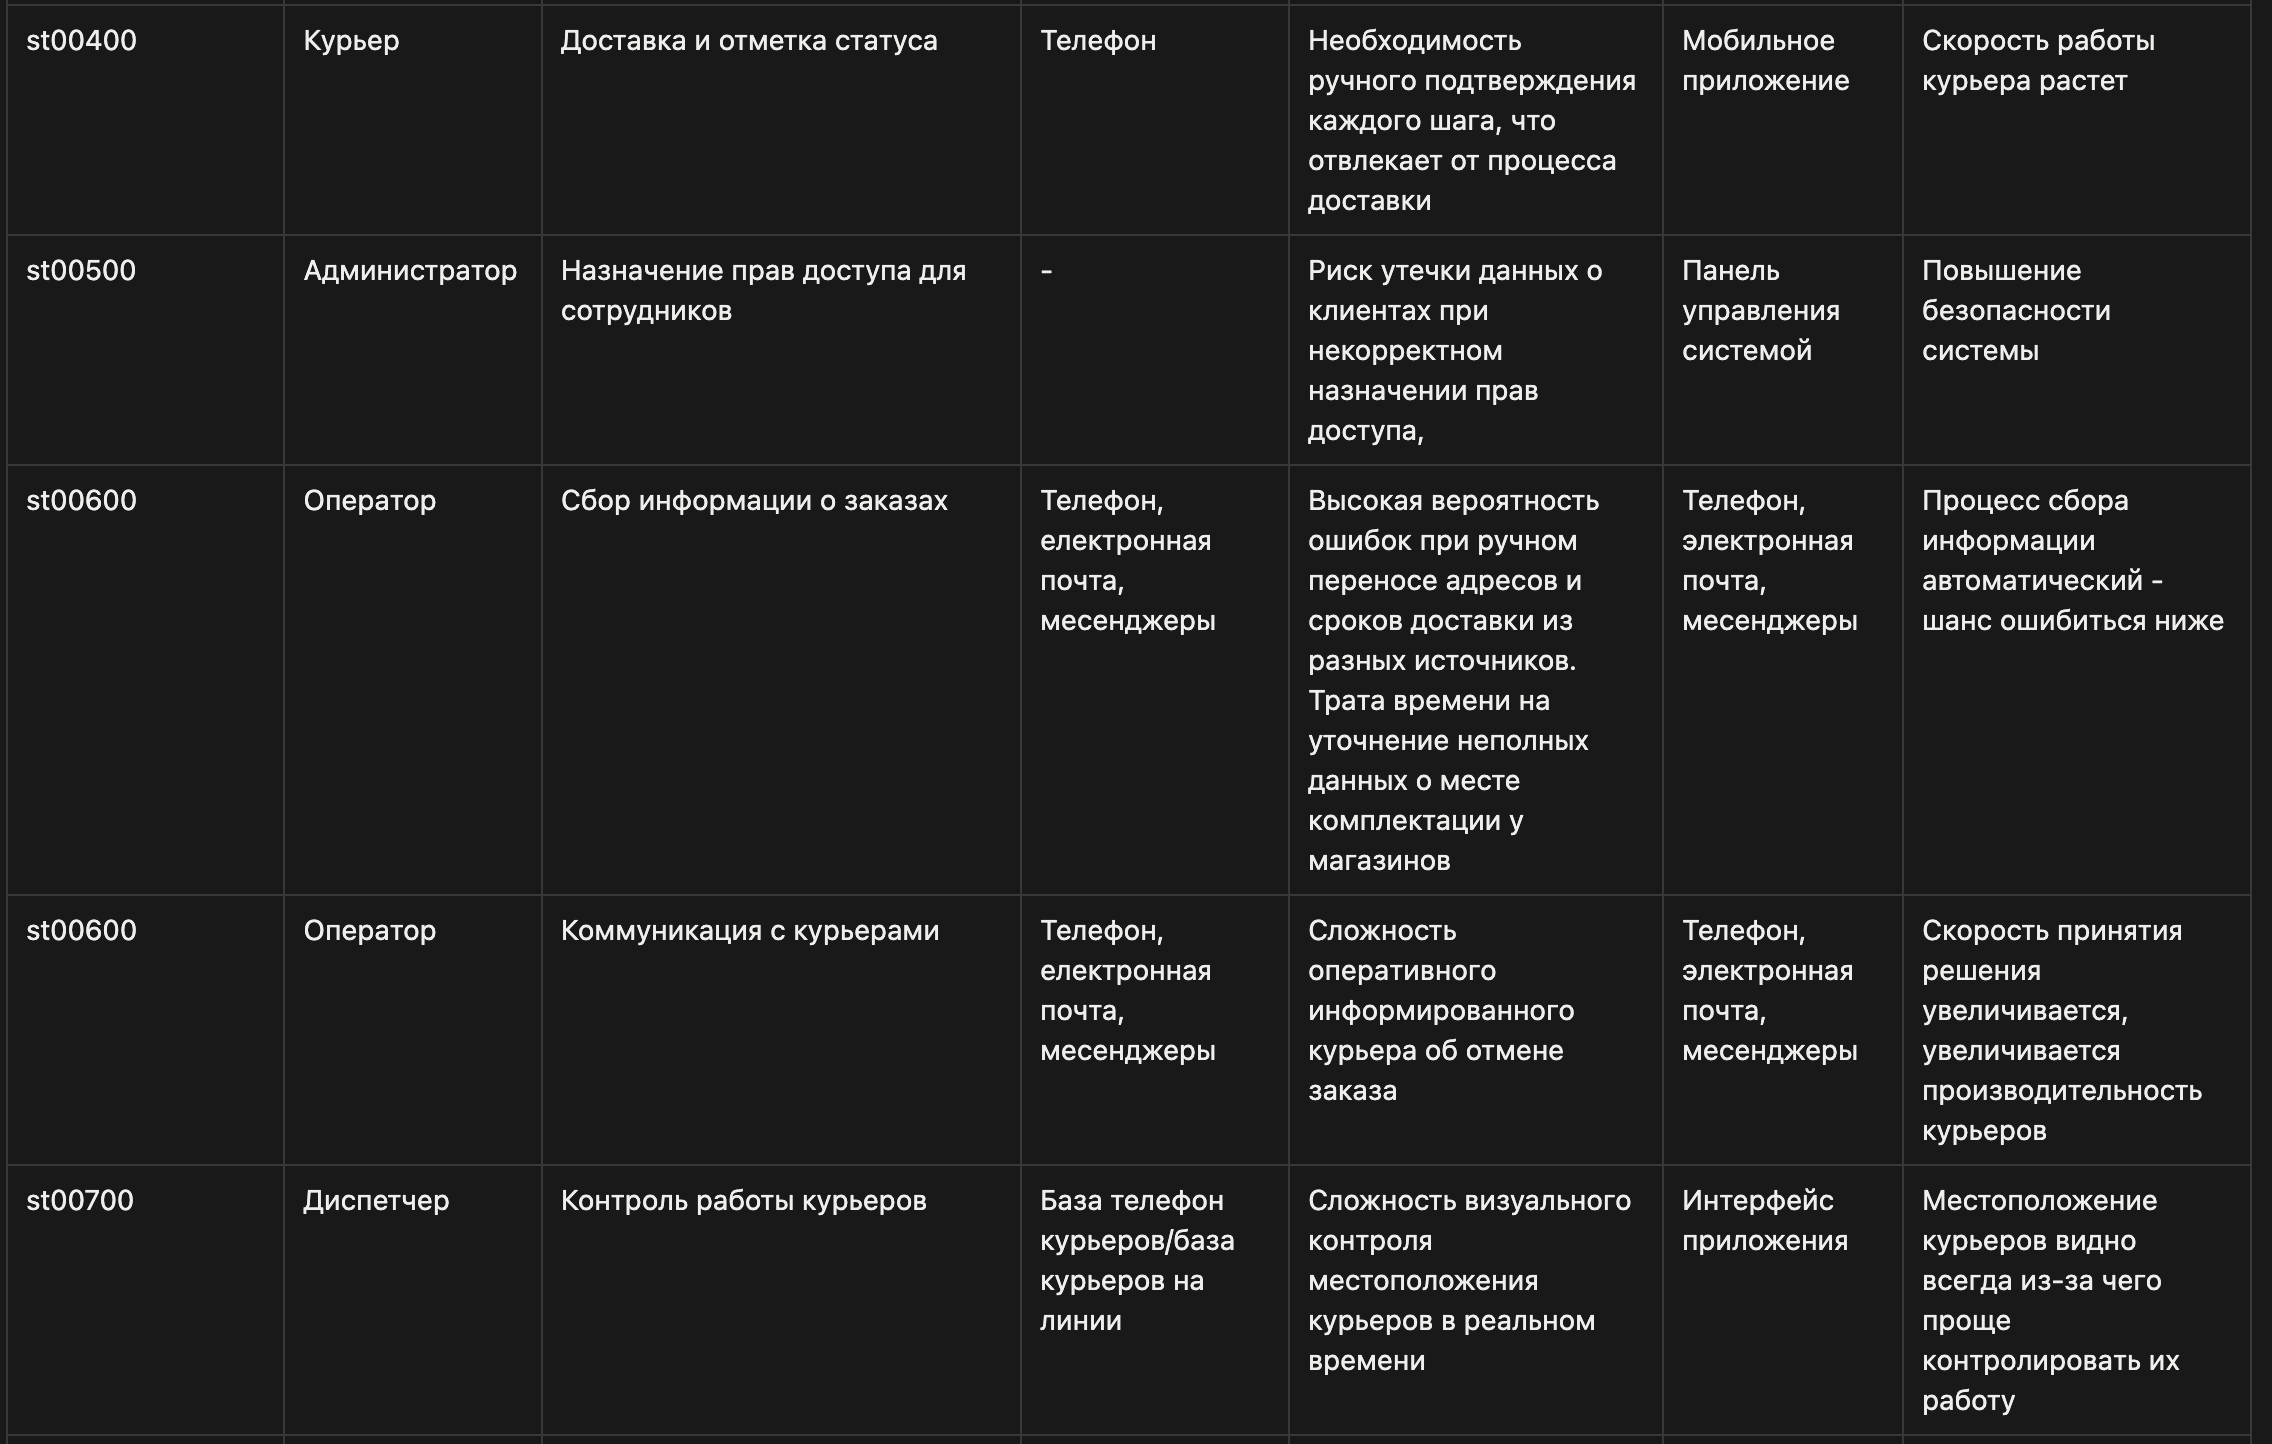 st00400
Курьер
Доставка и отметка статуса
Телефон
Необходимость
ручного подтверждения
каждого шага, что
отвлекает от процесса
доставки
Мобильное
приложение
Скорость работы
курьера растет
st00500
Администратор
Назначение прав доступа для
сотрудников
-
Риск утечки данных о
клиентах при
некорректном
назначении прав
доступа,
Панель
управления
системой
Повышение
безопасности
системы
st00600
Оператор
Сбор информации о заказах
Телефон,
електронная
почта,
месенджеры
Высокая вероятность
ошибок при ручном
переносе адресов и
сроков доставки из
разных источников.
Трата времени на
уточнение неполных
данных о месте
комплектации у
магазинов
Телефон,
электронная
почта,
месенджеры
Процесс сбора
информации
автоматический -
шанс ошибиться ниже
st00600
Оператор
Коммуникация с курьерами
Телефон,
електронная
почта,
месенджеры
Сложность
оперативного
информированного
курьера об отмене
заказа
Телефон,
электронная
почта,
месенджеры
Скорость принятия
решения
увеличивается,
увеличивается
производительность
курьеров
st00700
Диспетчер
Контроль работы курьеров
База телефон
курьеров/база
курьеров на
линии
Сложность визуального
контроля
местоположения
курьеров в реальном
времени
Интерфейс
приложения
Местоположение
курьеров видно
всегда из-за чего
проще
контролировать их
работу